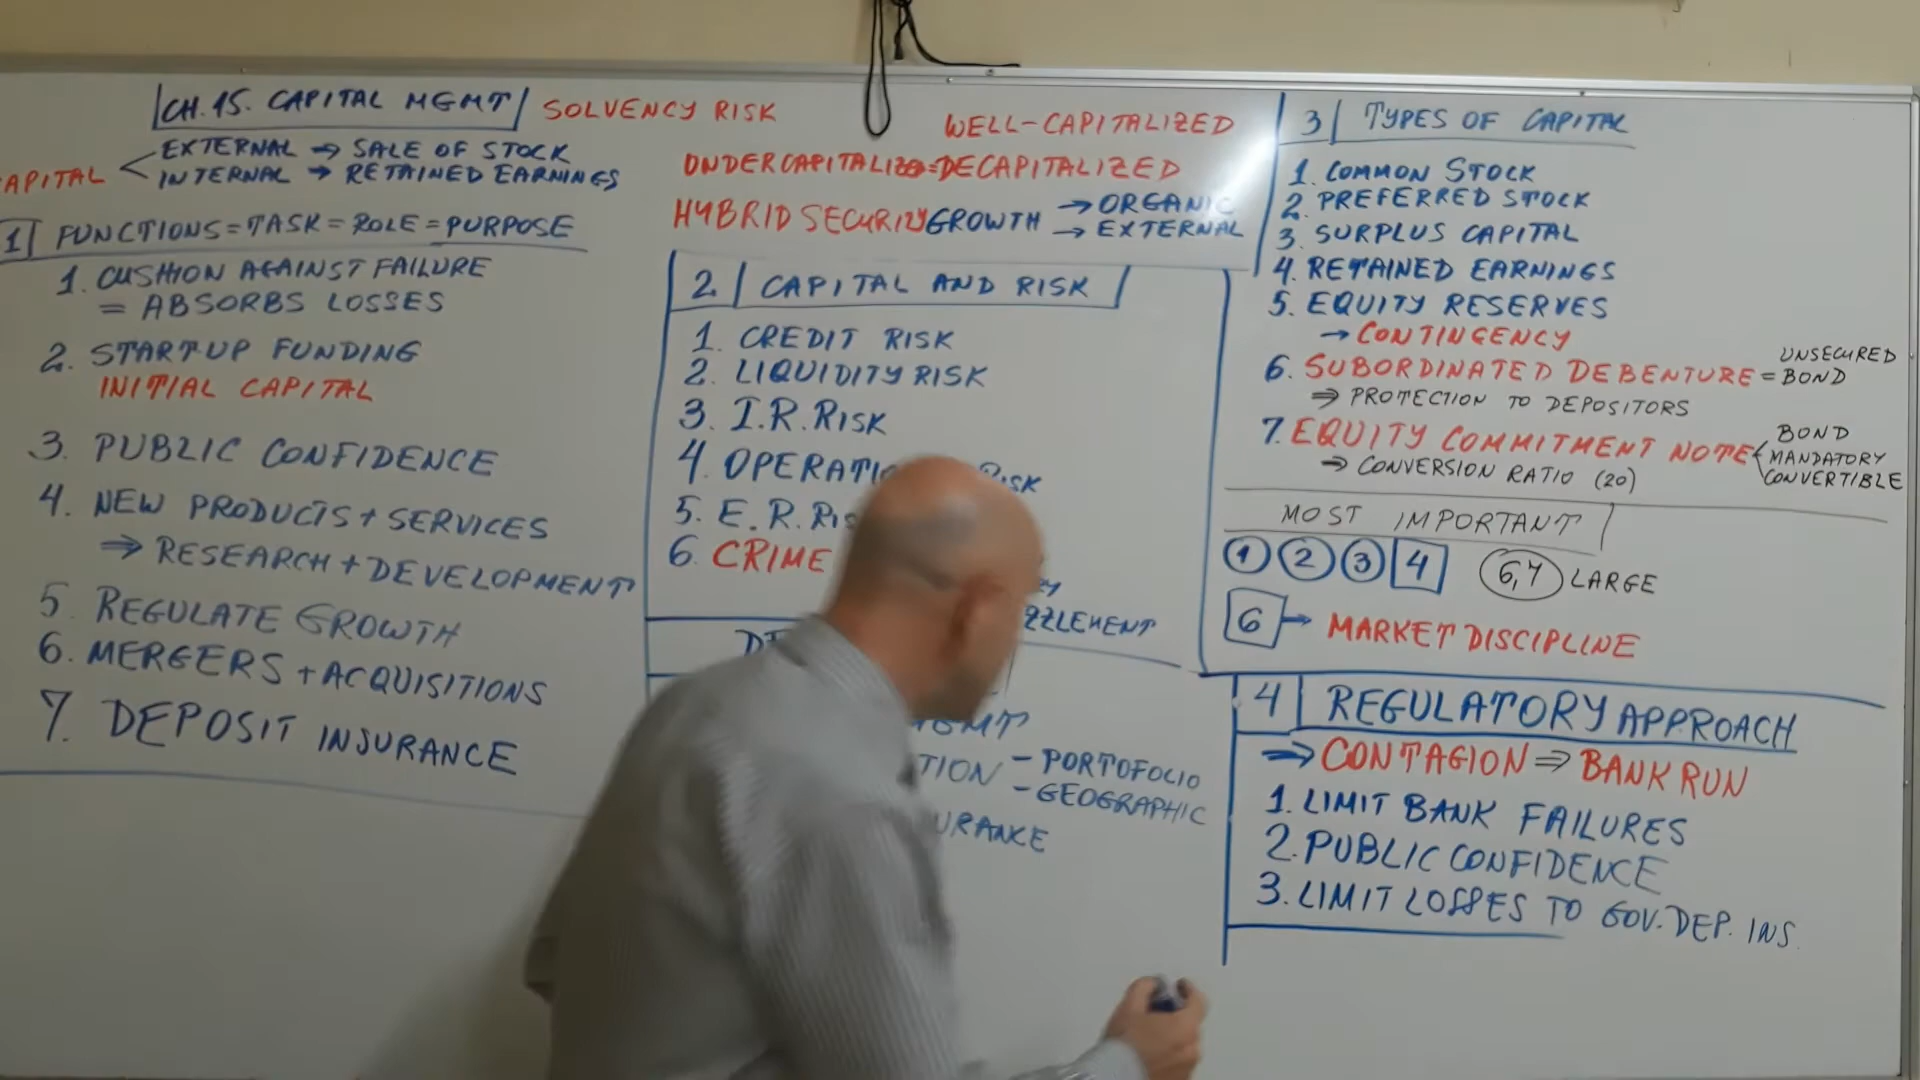 CH. 15. CAPITAL MGMT
SOLVENCY RISK
APITAL
EXTERNAL → SALE OF STOCK
INTERNAL → RETAINED EARNINGS
1 FUNCTIONS = TASK = ROLE = PURPOSE
1. CUSHION AGAINST FAILURE
= ABSORBS LOSSES
2. START-UP FUNDING
INITIAL CAPITAL
3. PUBLIC CONFIDENCE
4. NEW PRODUCTS + SERVICES
⇒ RESEARCH + DEVELOPMENT
5 REGULATE GROWTH
6. MERGERS + ACQUISITIONS
7. DEPOSIT INSURANCE
WELL-CAPITALIZED
= DECAPITALIZED
HYBRID SECURITY
GROWTH → ORGANIC
→ EXTERNAL
2. CAPITAL AND RISK
1. CREDIT RISK
2. LIQUIDITY RISK
3. I.R. RISK
4. OPERATIO RISK
5. E.R. RIS
6. CRIME
ZZLEMENT
MGMT
TION - PORTOFOLIO
- GEOGRAPHIC
URANCE
3 TYPES OF CAPITAL
1. COMMON STOCK
2. PREFERRED STOCK
3. SURPLUS CAPITAL
4. RETAINED EARNINGS
5. EQUITY RESERVES
→ CONTINGENCY
6. SUBORDINATED DEBENTURE = UNSECURED BOND
⇒ PROTECTION TO DEPOSITORS
7. EQUITY COMMITMENT NOTE
BOND
MANDATORY
CONVERTIBLE
⇒ CONVERSION RATIO (20)
MOST IMPORTANT
1 2 3 4 6,7 LARGE
6 → MARKET DISCIPLINE
4 REGULATORY APPROACH
⇒ CONTAGION ⇒ BANK RUN
1. LIMIT BANK FAILURES
2. PUBLIC CONFIDENCE
3. LIMIT LOSSES TO GOV. DEP. INS.